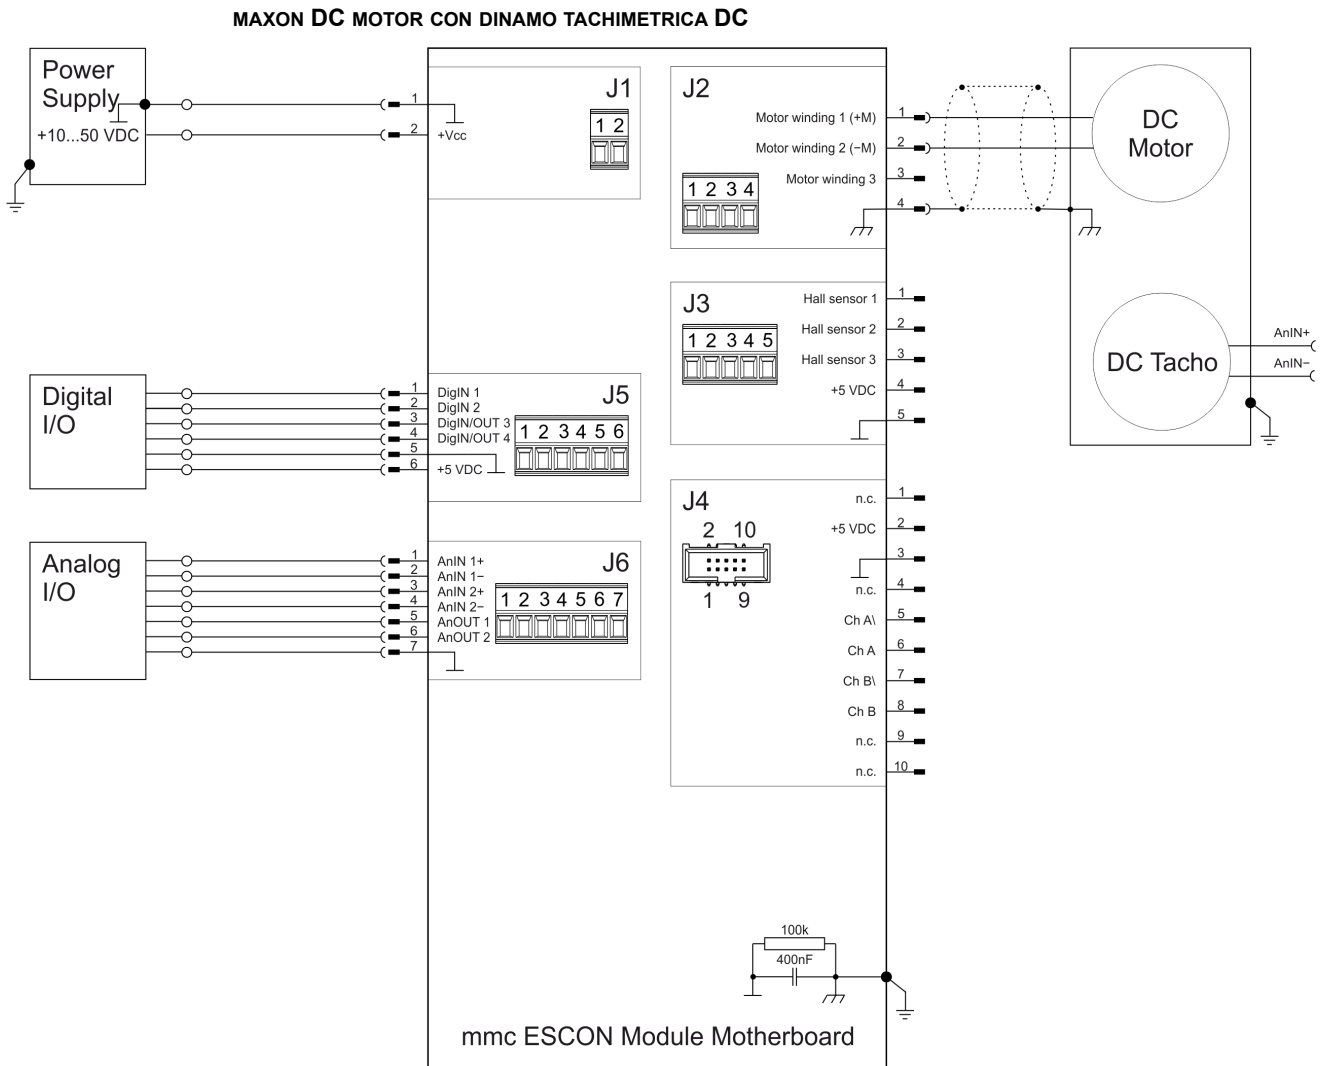 MAXON DC MOTOR CON DINAMO TACHIMETRICA DC
Power
Supply
+10...50 VDC
1
2
+Vcc
J1
1 2
J2
Motor winding 1 (+M)
1
Motor winding 2 (−M)
2
Motor winding 3
3
4
1 2 3 4
DC
Motor
J3
Hall sensor 1
1
Hall sensor 2
2
Hall sensor 3
3
+5 VDC
4
5
1 2 3 4 5
DC Tacho
AnIN+
AnIN−
Digital
I/O
1
DigIN 1
2
DigIN 2
3
DigIN/OUT 3
4
DigIN/OUT 4
5
6
+5 VDC
J5
1 2 3 4 5 6
J4
2 10
1 9
n.c.
1
+5 VDC
2
3
n.c.
4
Ch A\
5
Ch A
6
Ch B\
7
Ch B
8
n.c.
9
n.c.
10
Analog
I/O
1
AnIN 1+
2
AnIN 1−
3
AnIN 2+
4
AnIN 2−
5
AnOUT 1
6
AnOUT 2
7
J6
1 2 3 4 5 6 7
100k
400nF
mmc ESCON Module Motherboard